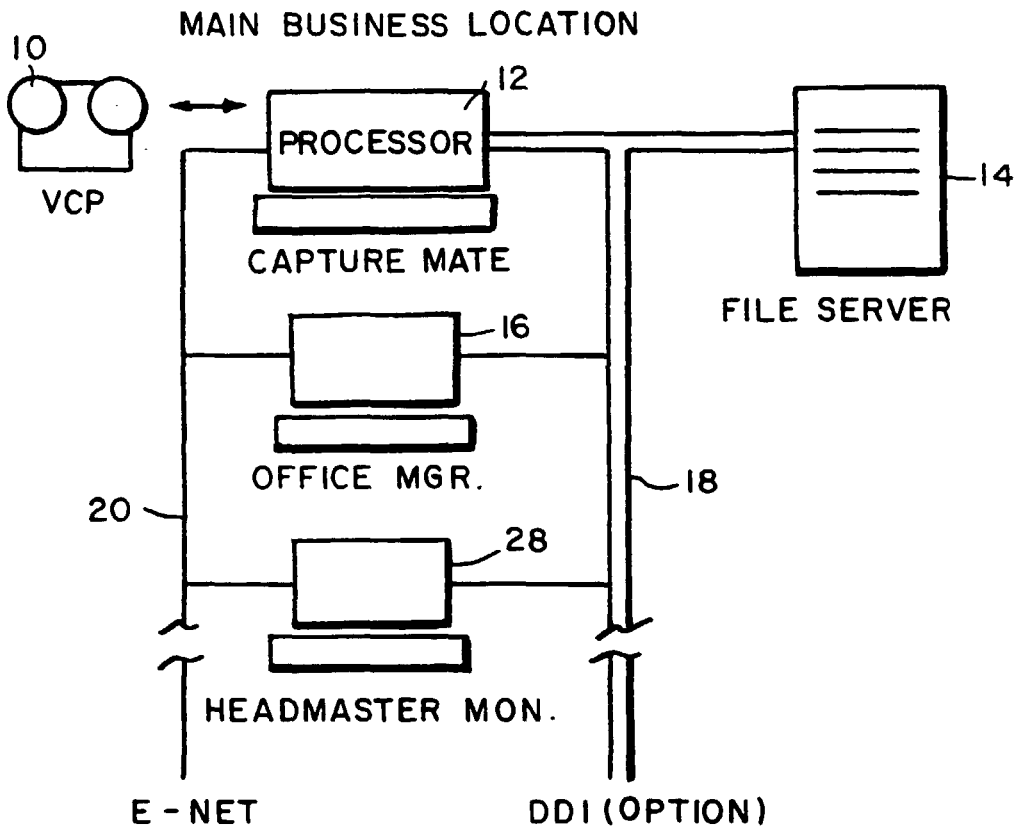 MAIN BUSINESS LOCATION
10
12
PROCESSOR
14
VCP
CAPTURE MATE
FILE SERVER
16
OFFICE MGR.
18
20
28
HEADMASTER MON.
E-NET
DDI (OPTION)